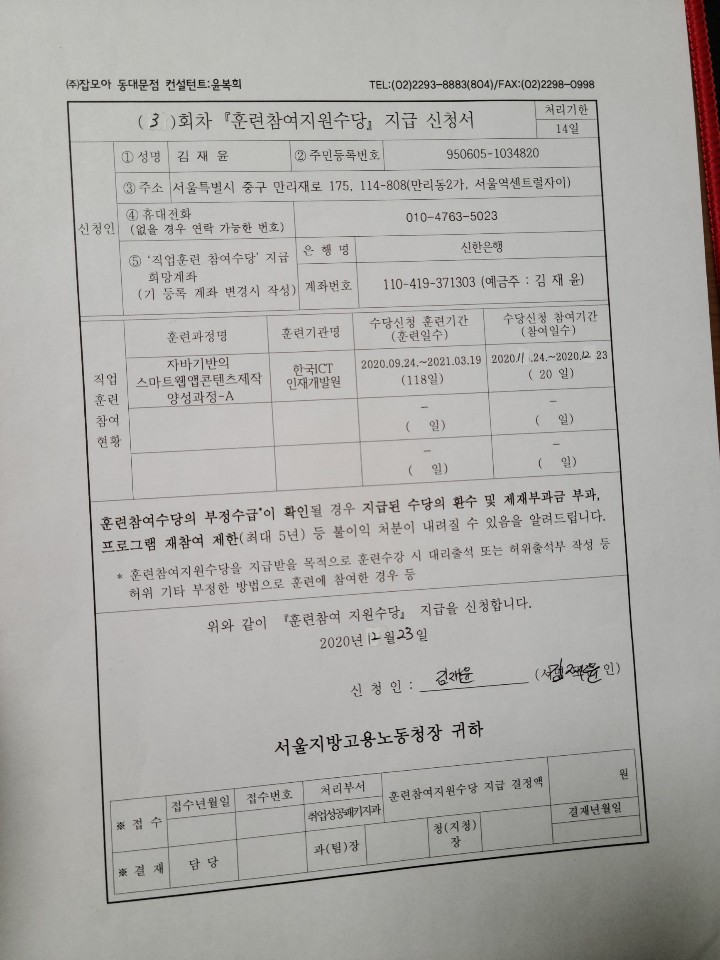 ㈜잡모아 동대문점 컨설턴트:윤복희 TEL:(02)2293-8883(804)/FAX:(02)2298-0998
( 3 )회차 『훈련참여지원수당』 지급 신청서
처리기한
14일
신청인
① 성명 김 재 윤 ② 주민등록번호 950605-1034820
③ 주소 서울특별시 중구 만리재로 175, 114-808(만리동2가, 서울역센트럴자이)
④ 휴대전화
(없을 경우 연락 가능한 번호)
010-4763-5023
⑤ '직업훈련 참여수당' 지급
희망계좌
(기 등록 계좌 변경시 작성)
은 행 명 신한은행
계좌번호 110-419-371303 (예금주 : 김 재 윤)
직업
훈련
참여
현황
훈련과정명 훈련기관명
수당신청 훈련기간
(훈련일수)
수당신청 참여기간
(참여일수)
자바기반의
스마트웹앱콘텐츠제작
양성과정-A
한국ICT
인재개발원
2020.09.24.~2021.03.19
(118일)
2020.11.24.~2020.12 23
( 20 일)
-
( 일)
-
( 일)
-
( 일)
-
( 일)
훈련참여수당의 부정수급*이 확인될 경우 지급된 수당의 환수 및 제재부과금 부과,
프로그램 재참여 제한(최대 5년) 등 불이익 처분이 내려질 수 있음을 알려드립니다.
* 훈련참여지원수당을 지급받을 목적으로 훈련수강 시 대리출석 또는 허위출석부 작성 등
허위 기타 부정한 방법으로 훈련에 참여한 경우 등
위와 같이 『훈련참여 지원수당』 지급을 신청합니다.
2020년 12월 23일
신 청 인 : 김재윤 (서 김재윤 인)
서울지방고용노동청장 귀하
※ 접 수 접수년월일 접수번호
처리부서
취업성공패키지과
훈련참여지원수당 지급 결정액 원
※ 결 재 담 당 과(팀)장
청(지청)
장
결재년월일